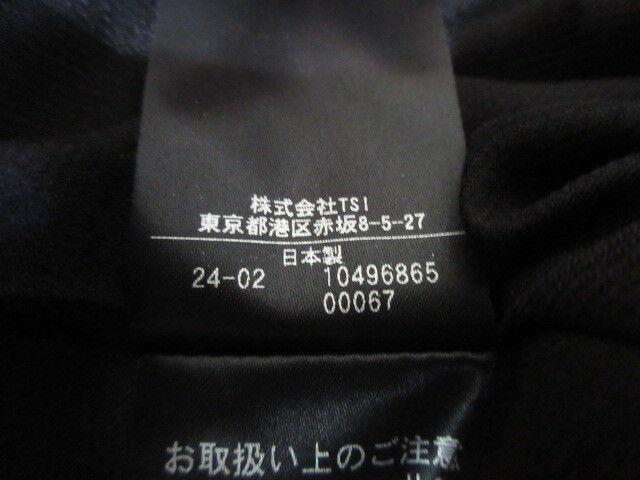 株式会社TSI
東京都港区赤坂8-5-27
日本製
24-02 10496865
00067
お取扱い上のご注意